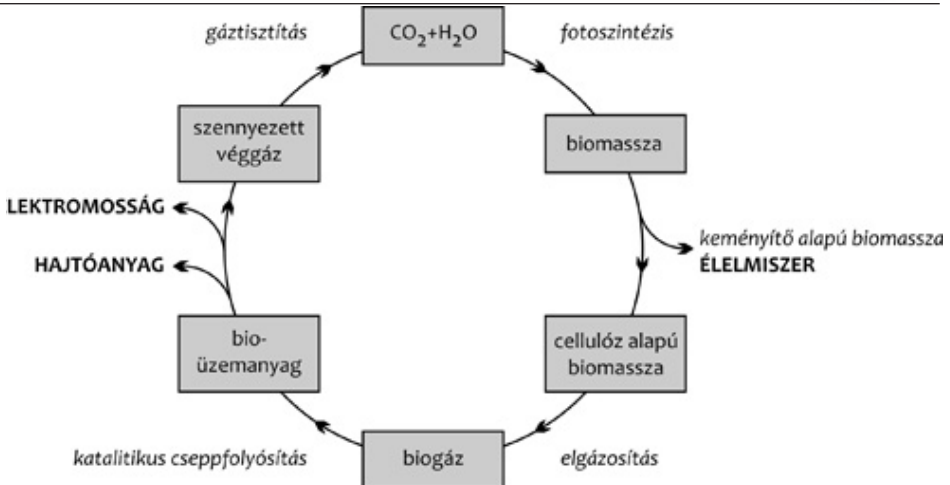 gáztisztítás
CO₂+H₂O
fotoszintézis
szennyezett
véggáz
biomassza
LEKTROMOSSÁG
keményítő alapú biomassza
ÉLELMISZER
HAJTÓANYAG
bio-
üzemanyag
cellulóz alapú
biomassza
katalitikus cseppfolyósítás
biogáz
elgázosítás